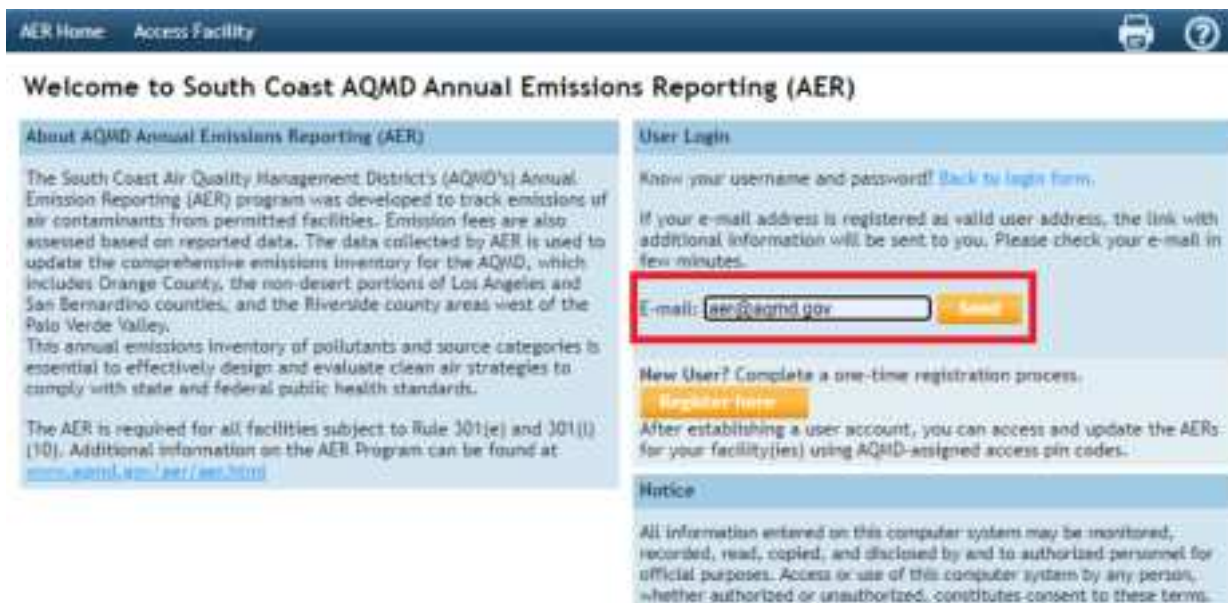 AER Home Access Facility
Welcome to South Coast AQMD Annual Emissions Reporting (AER)
About AQMD Annual Emissions Reporting (AER)
The South Coast Air Quality Management District's (AQMD's) Annual
Emission Reporting (AER) program was developed to track emissions of
air contaminants from permitted facilities. Emission fees are also
assessed based on reported data. The data collected by AER is used to
update the comprehensive emissions inventory for the AQMD, which
includes Orange County, the non-desert portions of Los Angeles and
San Bernardino counties, and the Riverside county areas west of the
Palo Verde Valley.
This annual emissions inventory of pollutants and source categories is
essential to effectively design and evaluate clean air strategies to
comply with state and federal public health standards.
The AER is required for all facilities subject to Rule 301(e) and 301(l)
(10). Additional information on the AER Program can be found at
www.aqmd.gov/aer/aer.html
User Login
Know your username and password? Back to login form.
If your e-mail address is registered as valid user address, the link with
additional information will be sent to you. Please check your e-mail in
few minutes.
E-mail: aer@aqmd.gov Send
New User? Complete a one-time registration process.
Register here
After establishing a user account, you can access and update the AERs
for your facility(ies) using AQMD-assigned access pin codes.
Notice
All information entered on this computer system may be monitored,
recorded, read, copied, and disclosed by and to authorized personnel for
official purposes. Access or use of this computer system by any person,
whether authorized or unauthorized, constitutes consent to these terms.